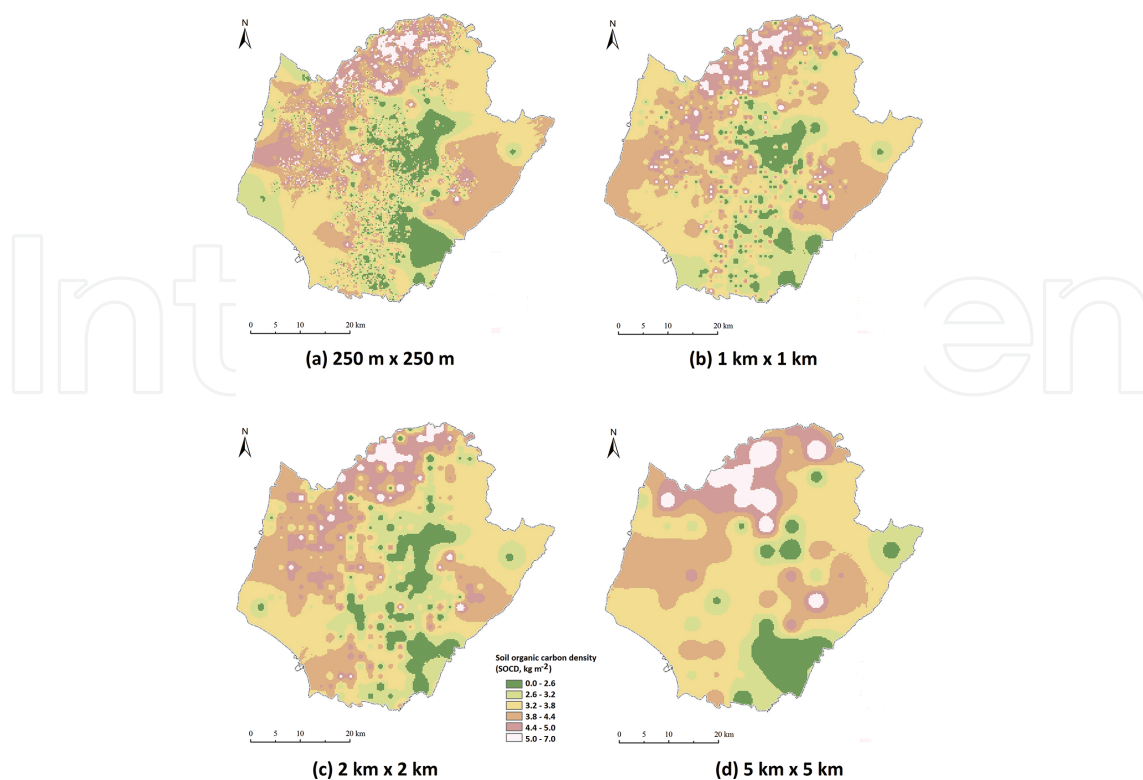 N
0 5 10 20 km
(a) 250 m x 250 m
N
0 5 10 20 km
(b) 1 km x 1 km
Int
en
N
0 5 10 20 km
(c) 2 km x 2 km
Soil organic carbon density
(SOCD, kg m⁻²)
0.0 - 2.6
2.6 - 3.2
3.2 - 3.8
3.8 - 4.4
4.4 - 5.0
5.0 - 7.0
N
0 5 10 20 km
(d) 5 km x 5 km